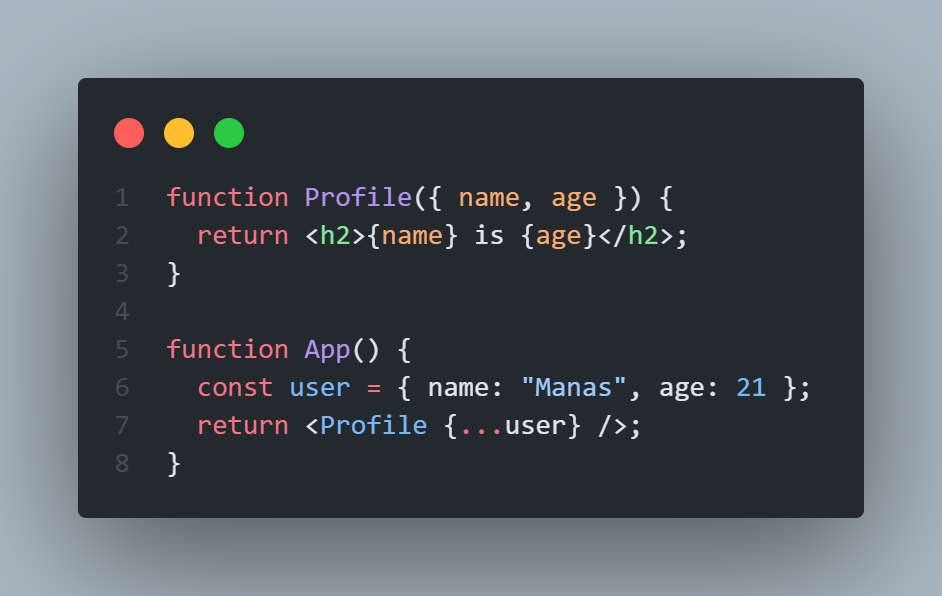 1 function Profile({ name, age }) {
2   return <h2>{name} is {age}</h2>;
3 }
4
5 function App() {
6   const user = { name: "Manas", age: 21 };
7   return <Profile {...user} />;
8 }